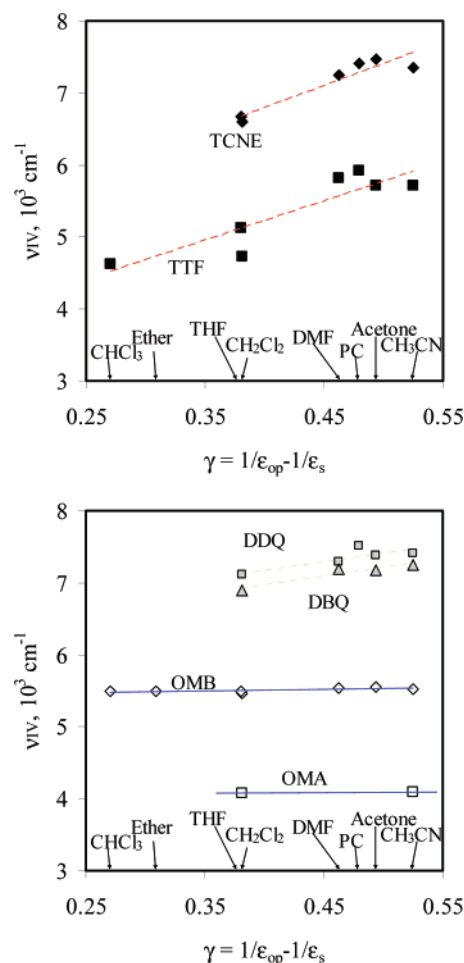 8
7
6
5
4
3
νIV, 10³ cm⁻¹
TCNE
TTF
CHCl₃
Ether
THF
CH₂Cl₂
DMF
PC
Acetone
CH₃CN
0.25 0.35 0.45 0.55
γ = 1/εop-1/εs
8
7
6
5
4
3
νIV, 10³ cm⁻¹
DDQ
DBQ
OMB
OMA
CHCl₃
Ether
THF
CH₂Cl₂
DMF
PC
Acetone
CH₃CN
0.25 0.35 0.45 0.55
γ = 1/εop-1/εs